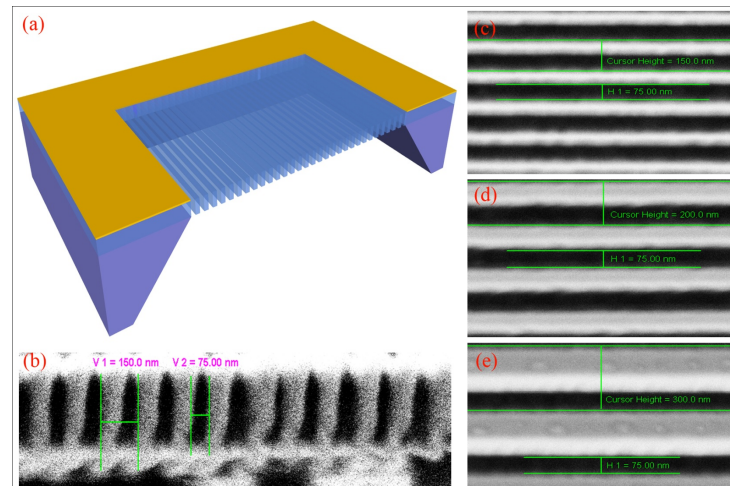 (a)
(b)
V 1 = 150.0 nm
V 2 = 75.00 nm
(c)
Cursor Height = 150.0 nm
H 1 = 75.00 nm
(d)
Cursor Height = 200.0 nm
H 1 = 75.00 nm
(e)
Cursor Height = 300.0 nm
H 1 = 75.00 nm